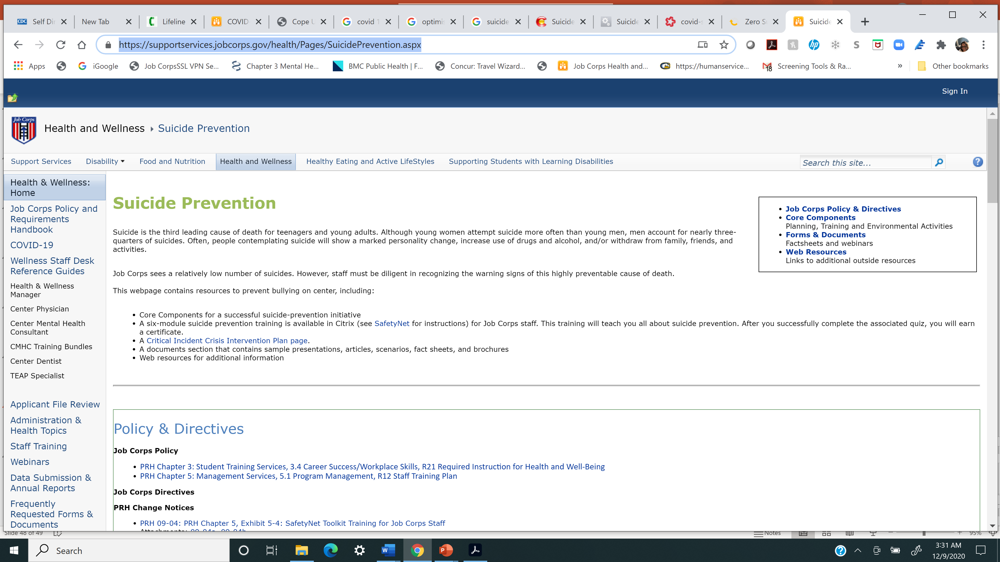 Self Dir
New Tab
Lifeline
COVID-
Cope U
covid 1
optimis
suicide
Suicide
Suicide
covid-s
Zero Su
Suicide
https://supportservices.jobcorps.gov/health/Pages/SuicidePrevention.aspx
Apps
iGoogle
Job CorpsSSL VPN Se...
Chapter 3 Mental He...
BMC Public Health | F...
Concur: Travel Wizard...
Job Corps Health and...
https://humanservice...
18
Screening Tools & Ra...
»
Other bookmarks
Sign In
Job Corps
Health and Wellness
Suicide Prevention
Support Services
Disability
Food and Nutrition
Health and Wellness
Healthy Eating and Active LifeStyles
Supporting Students with Learning Disabilities
Search this site...
Health & Wellness:
Home
Job Corps Policy and
Requirements
Handbook
COVID-19
Wellness Staff Desk
Reference Guides
Health & Wellness
Manager
Center Physician
Center Mental Health
Consultant
CMHC Training Bundles
Center Dentist
TEAP Specialist
Applicant File Review
Administration &
Health Topics
Staff Training
Webinars
Data Submission &
Annual Reports
Frequently
Requested Forms &
Documents
Suicide Prevention
Suicide is the third leading cause of death for teenagers and young adults. Although young women attempt suicide more often than young men, men account for nearly three-
quarters of suicides. Often, people contemplating suicide will show a marked personality change, increase use of drugs and alcohol, and/or withdraw from family, friends, and
activities.
Job Corps sees a relatively low number of suicides. However, staff must be diligent in recognizing the warning signs of this highly preventable cause of death.
This webpage contains resources to prevent bullying on center, including:
• Core Components for a successful suicide-prevention initiative
• A six-module suicide prevention training is available in Citrix (see SafetyNet for instructions) for Job Corps staff. This training will teach you all about suicide prevention. After you successfully complete the associated quiz, you will earn
a certificate.
• A Critical Incident Crisis Intervention Plan page.
• A documents section that contains sample presentations, articles, scenarios, fact sheets, and brochures
• Web resources for additional information
• Job Corps Policy & Directives
• Core Components
Planning, Training and Environmental Activities
• Forms & Documents
Factsheets and webinars
• Web Resources
Links to additional outside resources
Policy & Directives
Job Corps Policy
• PRH Chapter 3: Student Training Services, 3.4 Career Success/Workplace Skills, R21 Required Instruction for Health and Well-Being
• PRH Chapter 5: Management Services, 5.1 Program Management, R12 Staff Training Plan
Job Corps Directives
PRH Change Notices
• PRH 09-04: PRH Chapter 5, Exhibit 5-4: SafetyNet Toolkit Training for Job Corps Staff
Slide 48 of 49
Notes
95%
Search
3:31 AM
12/9/2020